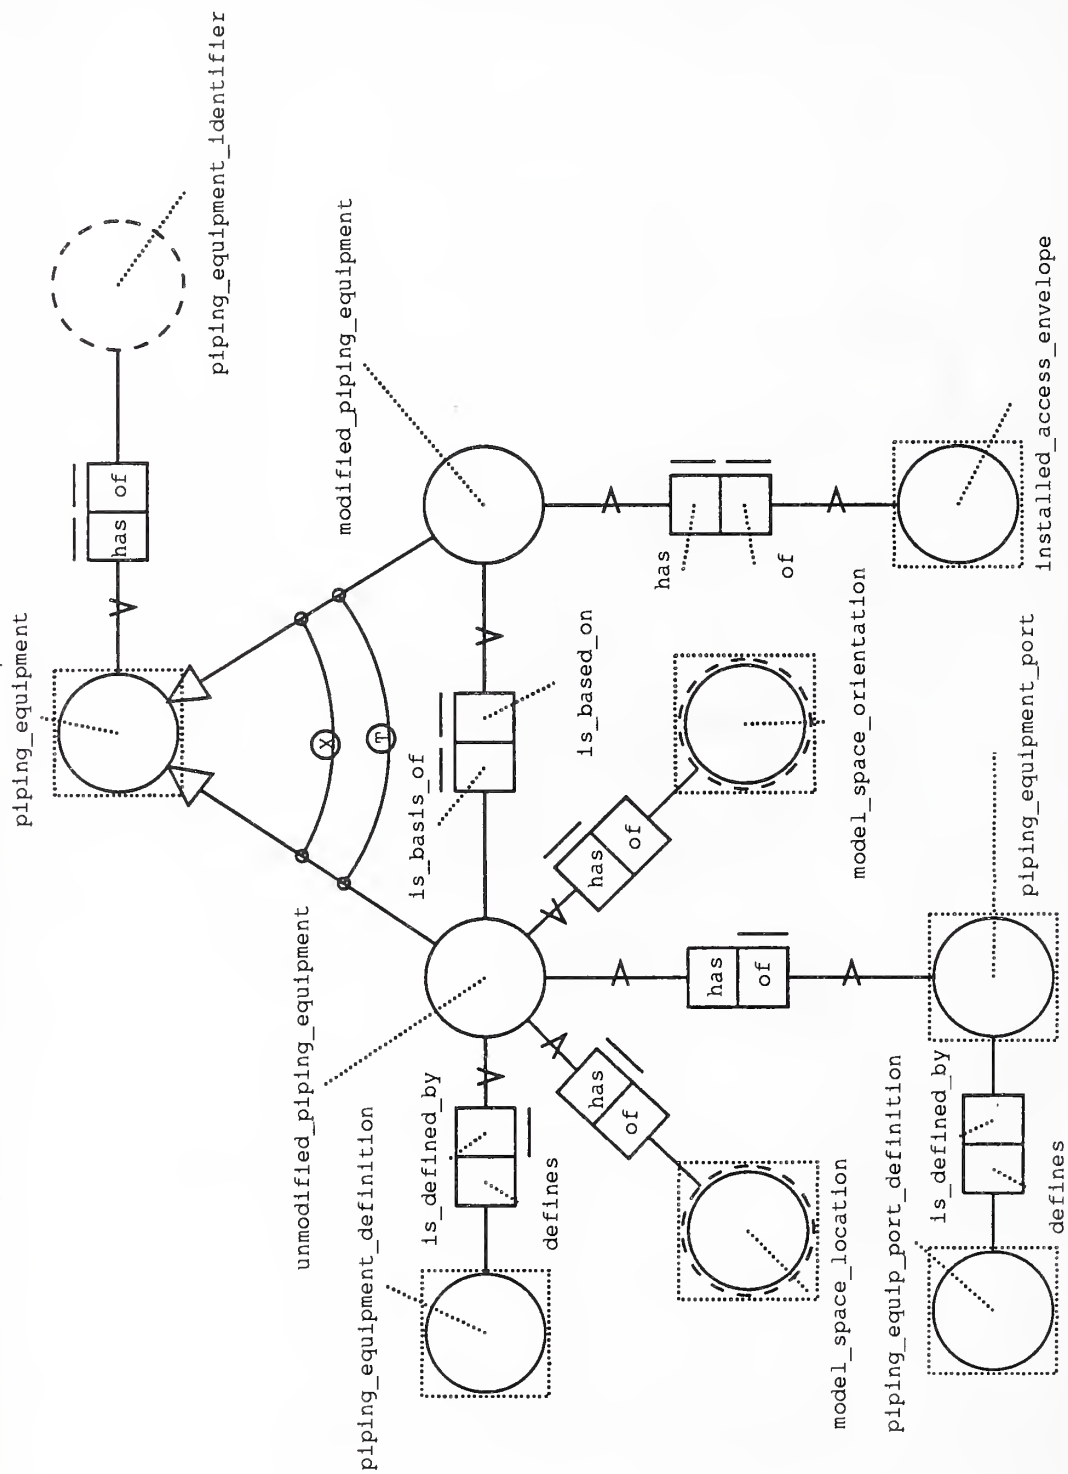 piping_equipment
has
of
piping_equipment_identifier
X
T
unmodified_piping_equipment
is_basis_of
is_based_on
modified_piping_equipment
piping_equipment_definition
is_defined_by
defines
has
of
has
of
has
of
has
of
model_space_location
model_space_orientation
installed_access_envelope
piping_equip_port_definition
is_defined_by
defines
piping_equipment_port